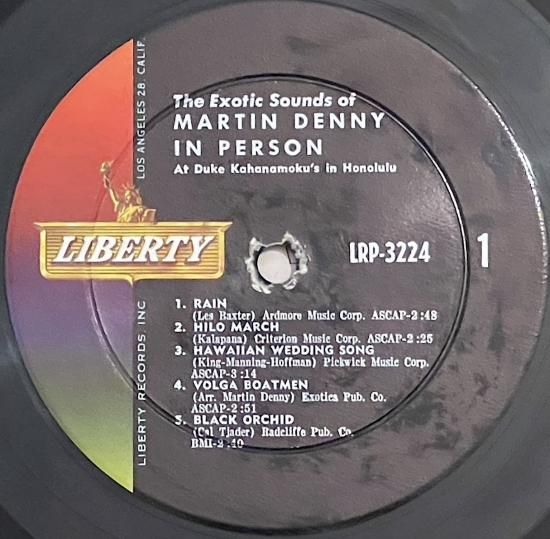 The Exotic Sounds of
MARTIN DENNY
IN PERSON
At Duke Kahanamoku's in Honolulu
LIBERTY
LRP-3224
1
1. RAIN
(Les Baxter) Ardmore Music Corp. ASCAP-2:48
2. HILO MARCH
(Kalapana) Criterion Music Corp. ASCAP-2:25
3. HAWAIIAN WEDDING SONG
(King-Manning-Hoffman) Pickwick Music Corp.
ASCAP-3:14
4. VOLGA BOATMEN
(Arr. Martin Denny) Exotica Pub. Co.
ASCAP-2:51
5. BLACK ORCHID
(Cal Tjader) Radcliffe Pub. Co.
BMI-2:40
LIBERTY RECORDS, INC
LOS ANGELES 28, CALIF.